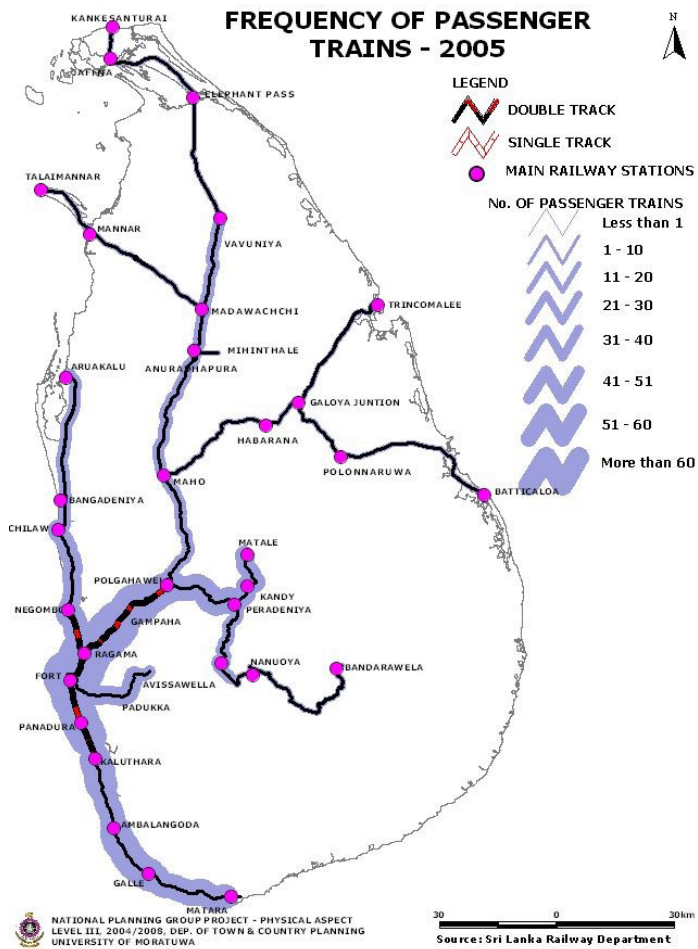 FREQUENCY OF PASSENGER
TRAINS - 2005
N
KANKESANTURAI
JAFFNA
ELEPHANT PASS
LEGEND
DOUBLE TRACK
SINGLE TRACK
MAIN RAILWAY STATIONS
No. OF PASSENGER TRAINS
Less than 1
1 - 10
11 - 20
21 - 30
31 - 40
41 - 51
51 - 60
More than 60
TALAIMANNAR
MANNAR
VAVUNIYA
MADAWACHCHI
TRINCOMALEE
MIHINTHALE
ANURADHAPURA
ARUAKALU
GALOYA JUNTION
HABARANA
POLONNARUWA
MAHO
BATTICALOA
BANGADENIYA
CHILAW
MATALE
POLGAHAWEL
KANDY
PERADENIYA
NEGOMBO
GAMPAHA
RAGAMA
NANUOYA
BANDARAWELA
FORT
AVISSAWELLA
PADUKKA
PANADURA
KALUTHARA
AMBALANGODA
GALLE
MATARA
NATIONAL PLANNING GROUP PROJECT - PHYSICAL ASPECT
LEVEL III, 2004/2008, DEP. OF TOWN & COUNTRY PLANNING
UNIVERSITY OF MORATUWA
30 0 30 km
Source: Sri Lanka Railway Department